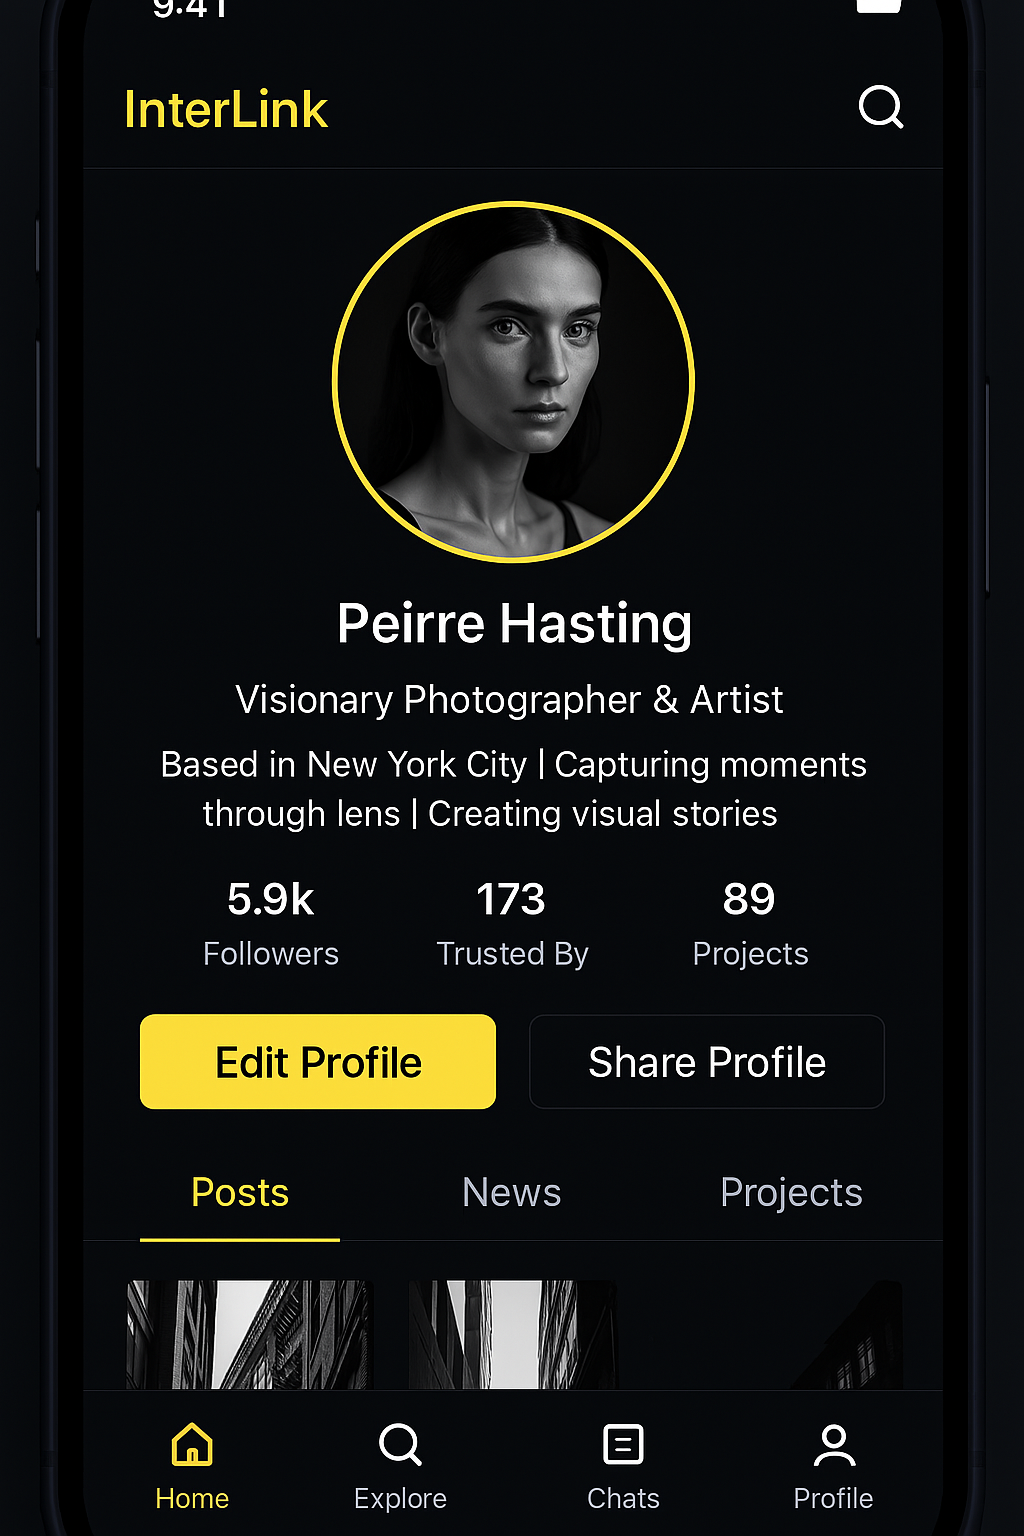 9:41
InterLink
Peirre Hasting
Visionary Photographer & Artist
Based in New York City | Capturing moments
through lens | Creating visual stories
5.9k 173 89
Followers Trusted By Projects
Edit Profile Share Profile
Posts News Projects
Home Explore Chats Profile